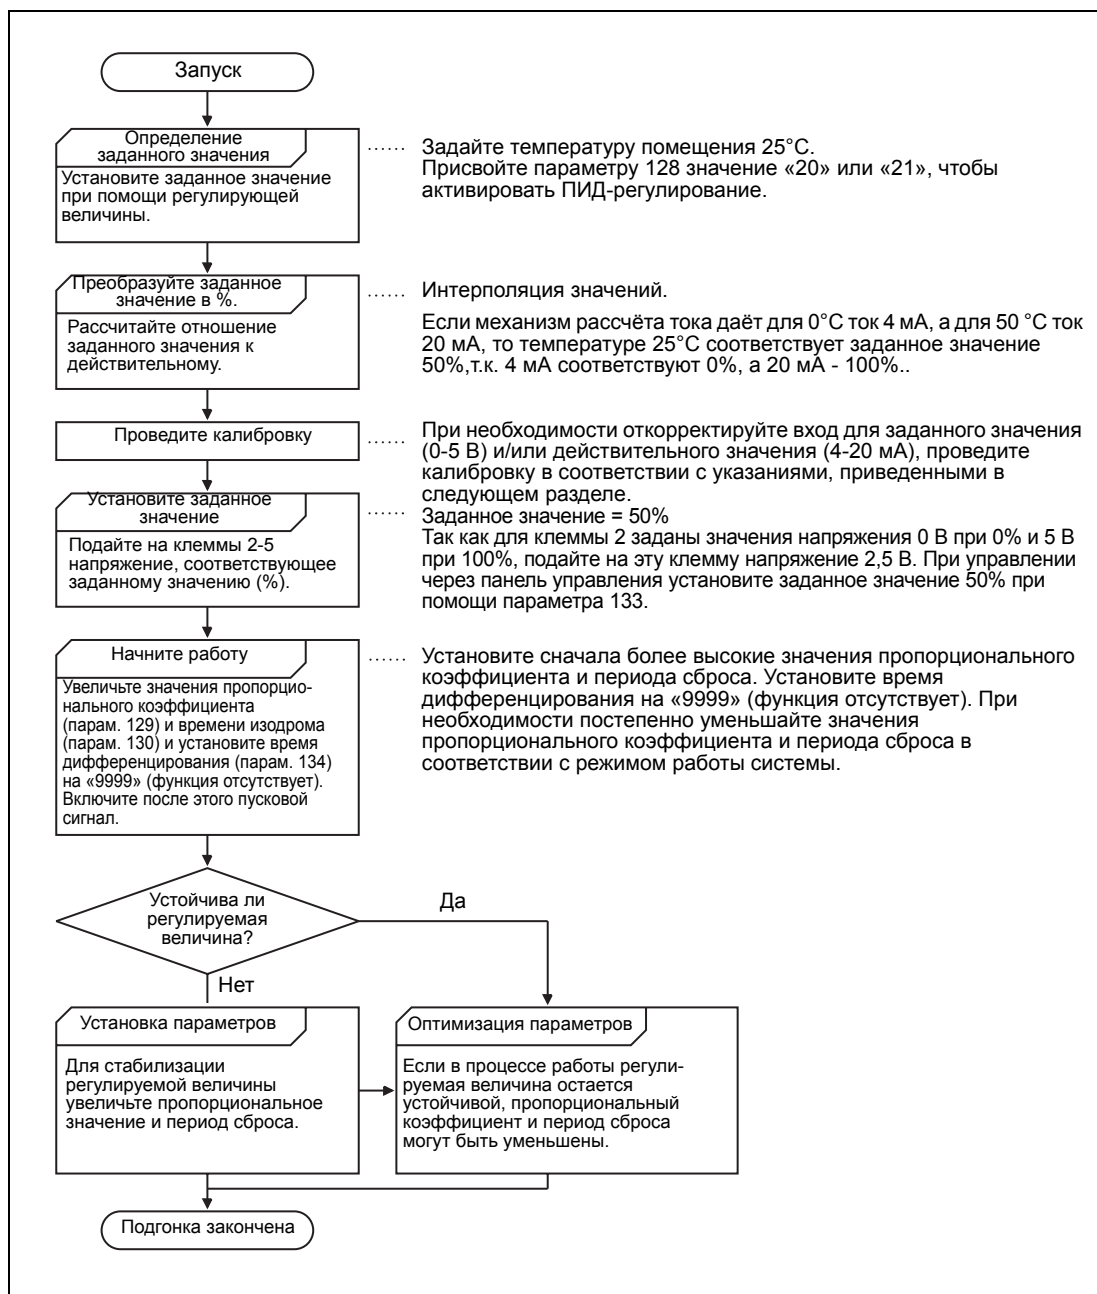 Запуск
Определение
заданного значения
Установите заданное значение
при помощи регулирующей
величины.
...... Задайте температуру помещения 25°C.
Присвойте параметру 128 значение «20» или «21», чтобы
активировать ПИД-регулирование.
Преобразуйте заданное
значение в %.
Рассчитайте отношение
заданного значения к
действительному.
...... Интерполяция значений.
Если механизм рассчёта тока даёт для 0°C ток 4 мА, а для 50 °C ток
20 мА, то температуре 25°C соответствует заданное значение
50%,т.к. 4 мА соответствуют 0%, а 20 мА - 100%..
Проведите калибровку
...... При необходимости откорректируйте вход для заданного значения
(0-5 В) и/или действительного значения (4-20 мА), проведите
калибровку в соответствии с указаниями, приведенными в
следующем разделе.
Установите заданное
значение
Подайте на клеммы 2-5
напряжение, соответствующее
заданному значению (%).
...... Заданное значение = 50%
Так как для клеммы 2 заданы значения напряжения 0 В при 0% и 5 В
при 100%, подайте на эту клемму напряжение 2,5 В. При управлении
через панель управления установите заданное значение 50% при
помощи параметра 133.
Начните работу
Увеличьте значения пропорцио-
нального коэффициента
(парам. 129) и времени изодрома
(парам. 130) и установите время
дифференцирования (парам. 134)
на «9999» (функция отсутствует).
Включите после этого пусковой
сигнал.
...... Установите сначала более высокие значения пропорционального
коэффициента и периода сброса. Установите время
дифференцирования на «9999» (функция отсутствует). При
необходимости постепенно уменьшайте значения
пропорционального коэффициента и периода сброса в
соответствии с режимом работы системы.
Устойчива ли
регулируемая
величина?
Да
Нет
Установка параметров
Для стабилизации
регулируемой величины
увеличьте пропорциональное
значение и период сброса.
Оптимизация параметров
Если в процессе работы регули-
руемая величина остается
устойчивой, пропорциональный
коэффициент и период сброса
могут быть уменьшены.
Подгонка закончена